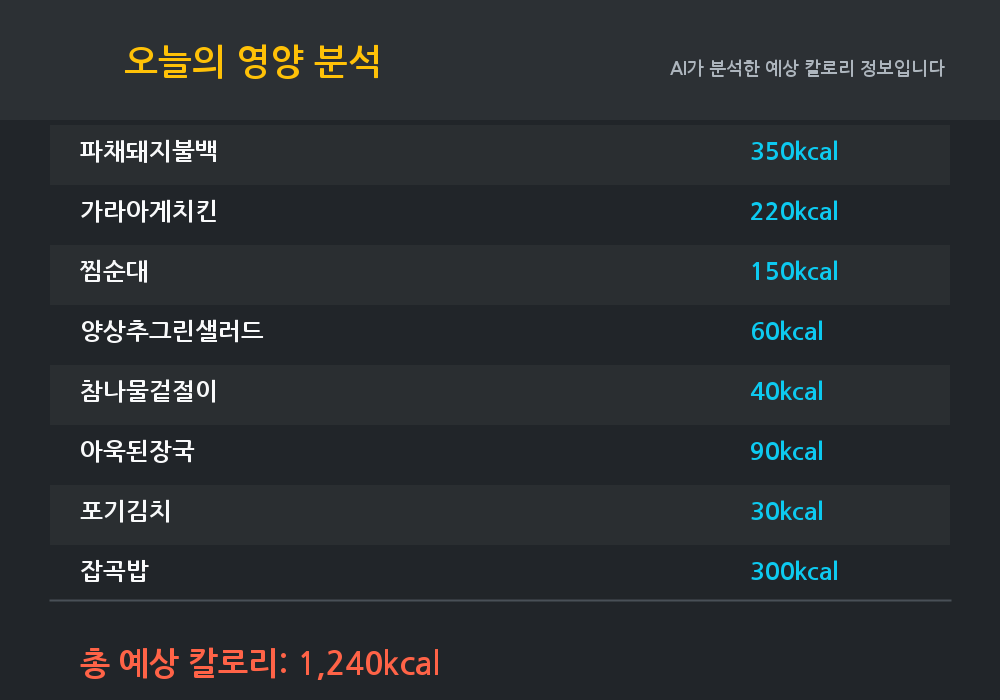 오늘의 영양 분석
AI가 분석한 예상 칼로리 정보입니다
파채돼지불백 350kcal
가라아게치킨 220kcal
찜순대 150kcal
양상추그린샐러드 60kcal
참나물겉절이 40kcal
아욱된장국 90kcal
포기김치 30kcal
잡곡밥 300kcal
총 예상 칼로리: 1,240kcal